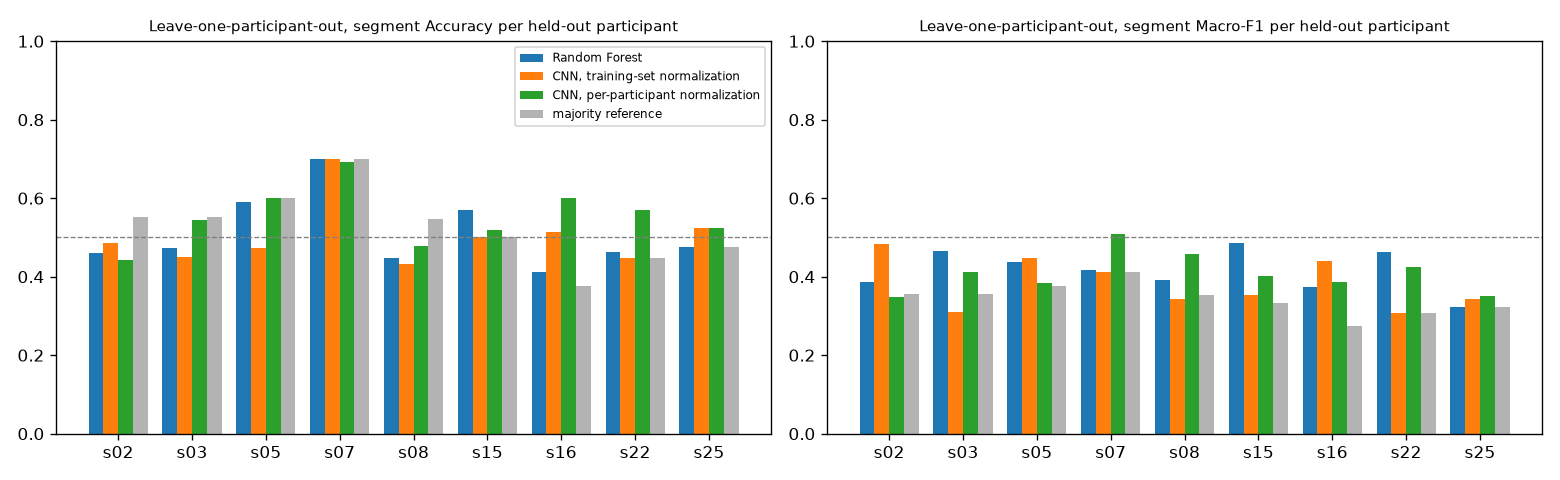 Leave-one-participant-out, segment Accuracy per held-out participant
1.0
0.8
0.6
0.4
0.2
0.0
Random Forest
CNN, training-set normalization
CNN, per-participant normalization
majority reference
s02 s03 s05 s07 s08 s15 s16 s22 s25
Leave-one-participant-out, segment Macro-F1 per held-out participant
1.0
0.8
0.6
0.4
0.2
0.0
s02 s03 s05 s07 s08 s15 s16 s22 s25